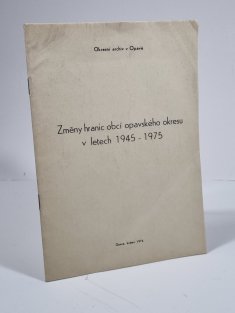 Okresní archiv v Opavě
Změny hranic obcí opavského okresu
v letech 1945 - 1975